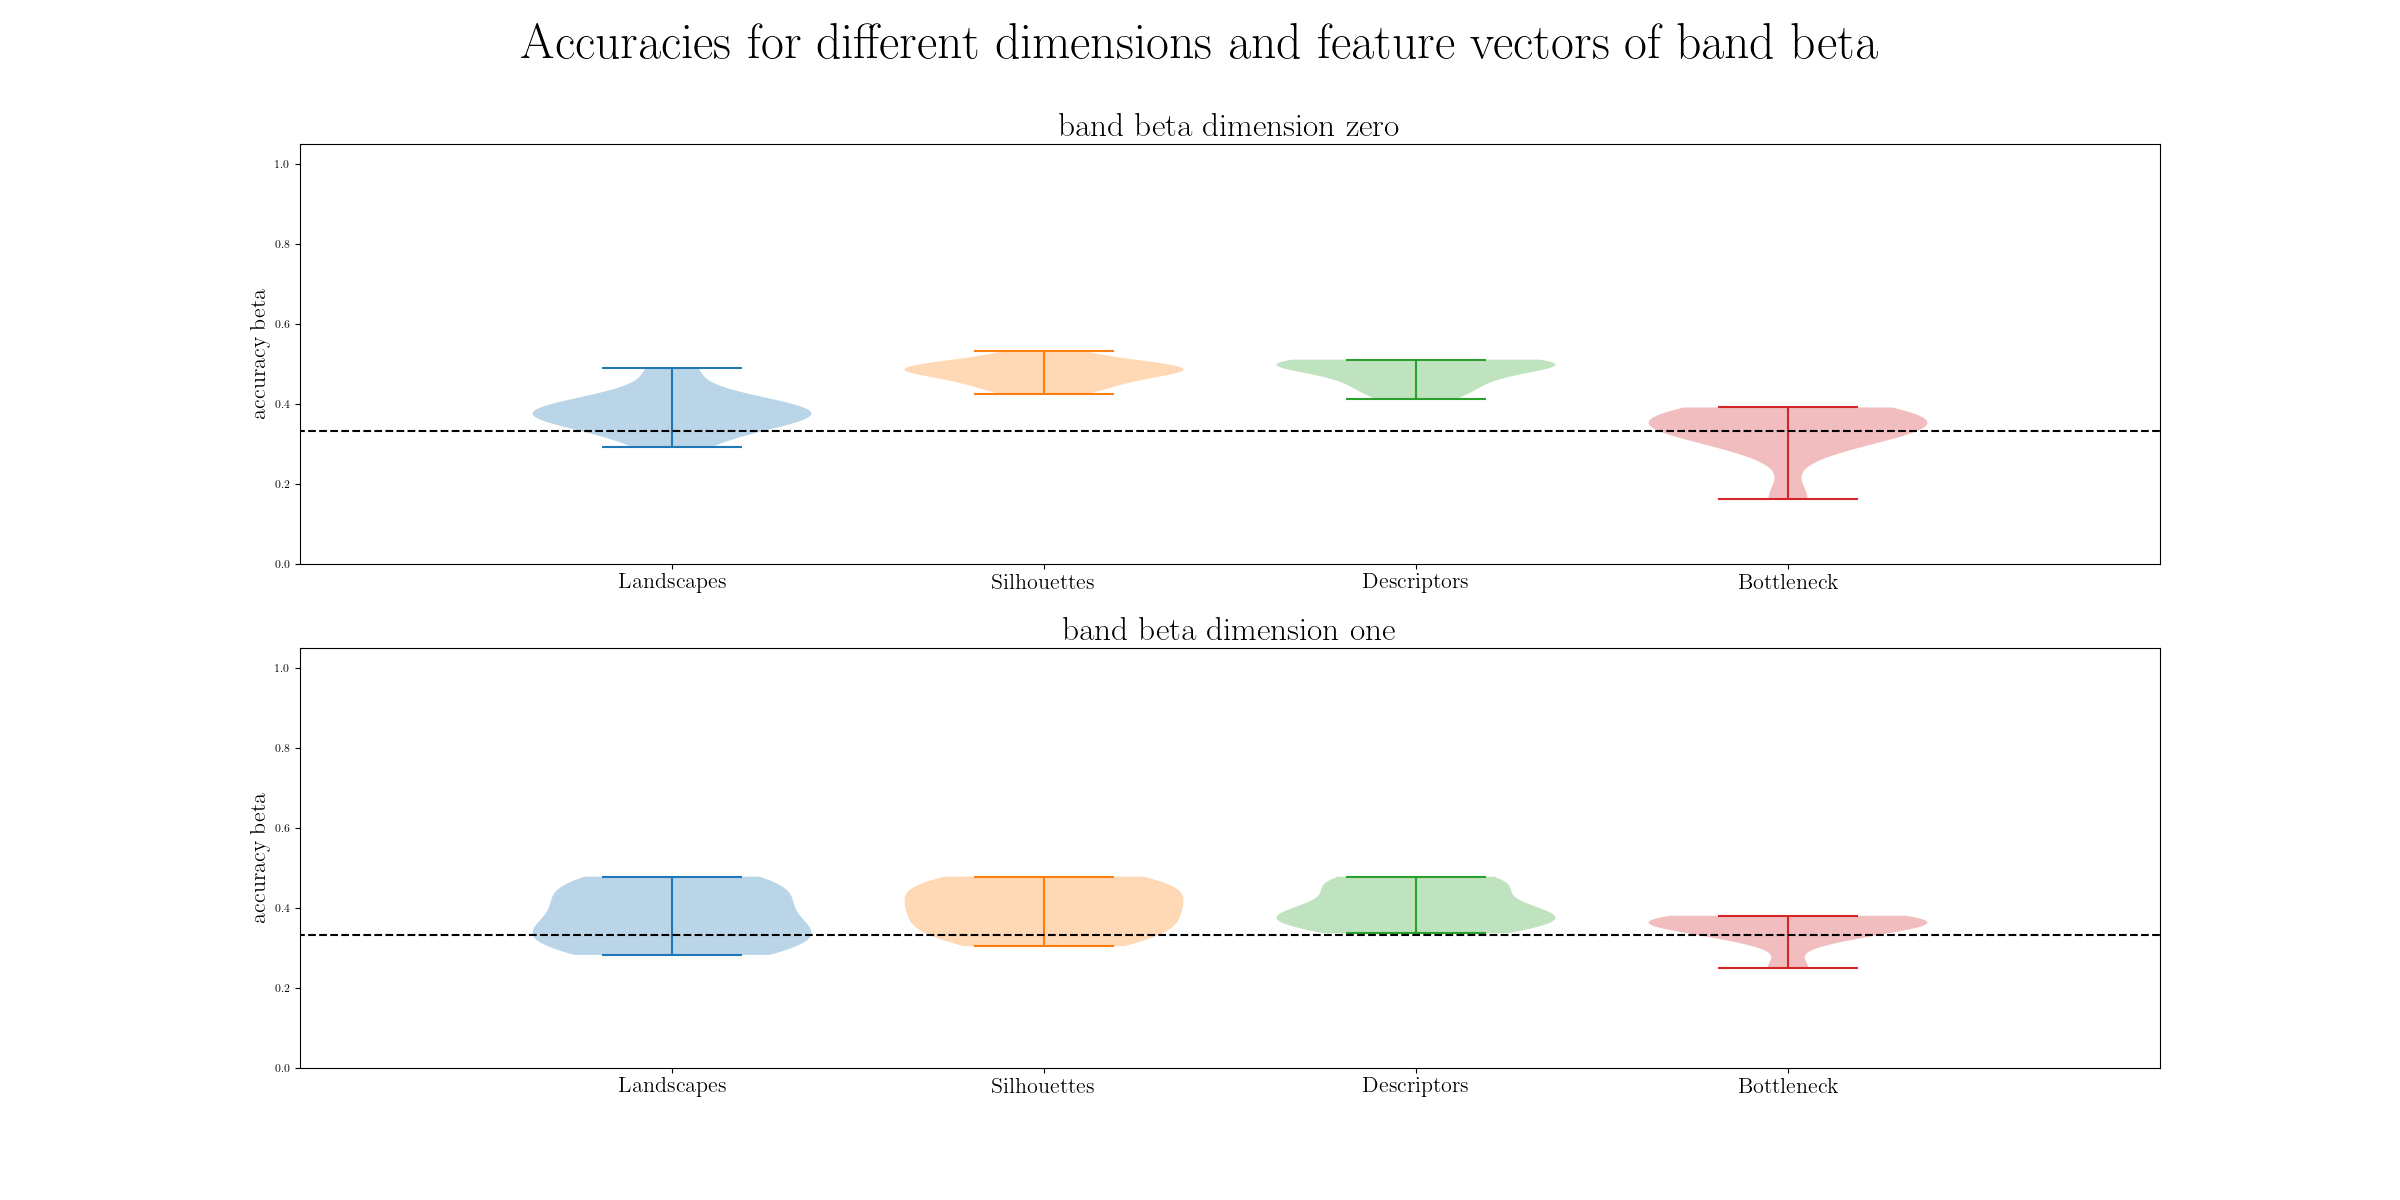 Accuracies for different dimensions and feature vectors of band beta
band beta dimension zero
accuracy beta
1.0
0.8
0.6
0.4
0.2
0.0
Landscapes Silhouettes Descriptors Bottleneck
band beta dimension one
accuracy beta
1.0
0.8
0.6
0.4
0.2
0.0
Landscapes Silhouettes Descriptors Bottleneck